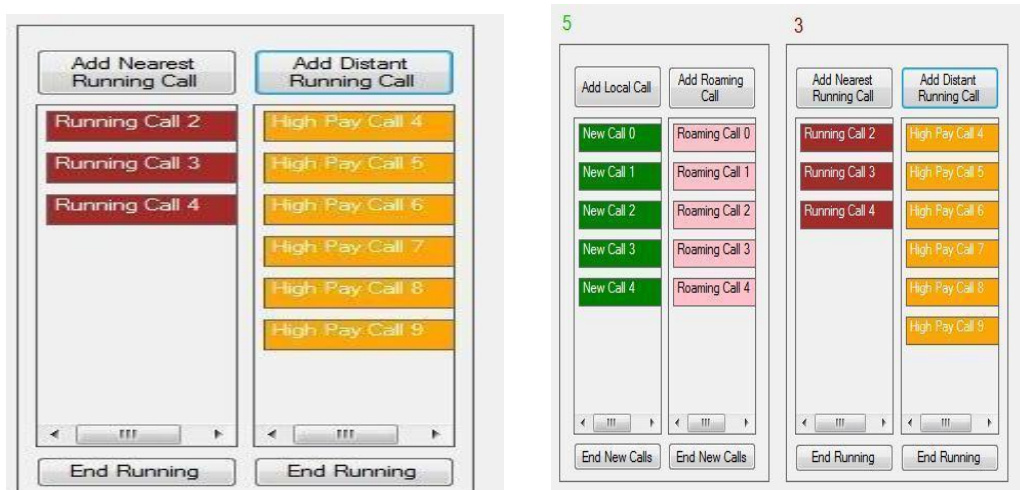 Add Nearest
Running Call
Add Distant
Running Call
Running Call 2
Running Call 3
Running Call 4
High Pay Call 4
High Pay Call 5
High Pay Call 6
High Pay Call 7
High Pay Call 8
High Pay Call 9
End Running
End Running
5
3
Add Local Call
Add Roaming
Call
New Call 0
New Call 1
New Call 2
New Call 3
New Call 4
Roaming Call 0
Roaming Call 1
Roaming Call 2
Roaming Call 3
Roaming Call 4
End New Calls
End New Calls
Add Nearest
Running Call
Add Distant
Running Call
Running Call 2
Running Call 3
Running Call 4
High Pay Call 4
High Pay Call 5
High Pay Call 6
High Pay Call 7
High Pay Call 8
High Pay Call 9
End Running
End Running